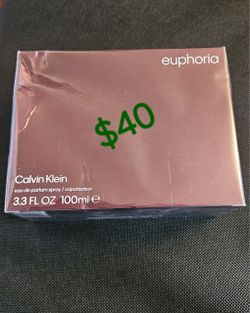 euphoria
$40
Calvin Klein
eau de parfum spray / vaporisateur
3.3 FL OZ 100ml e